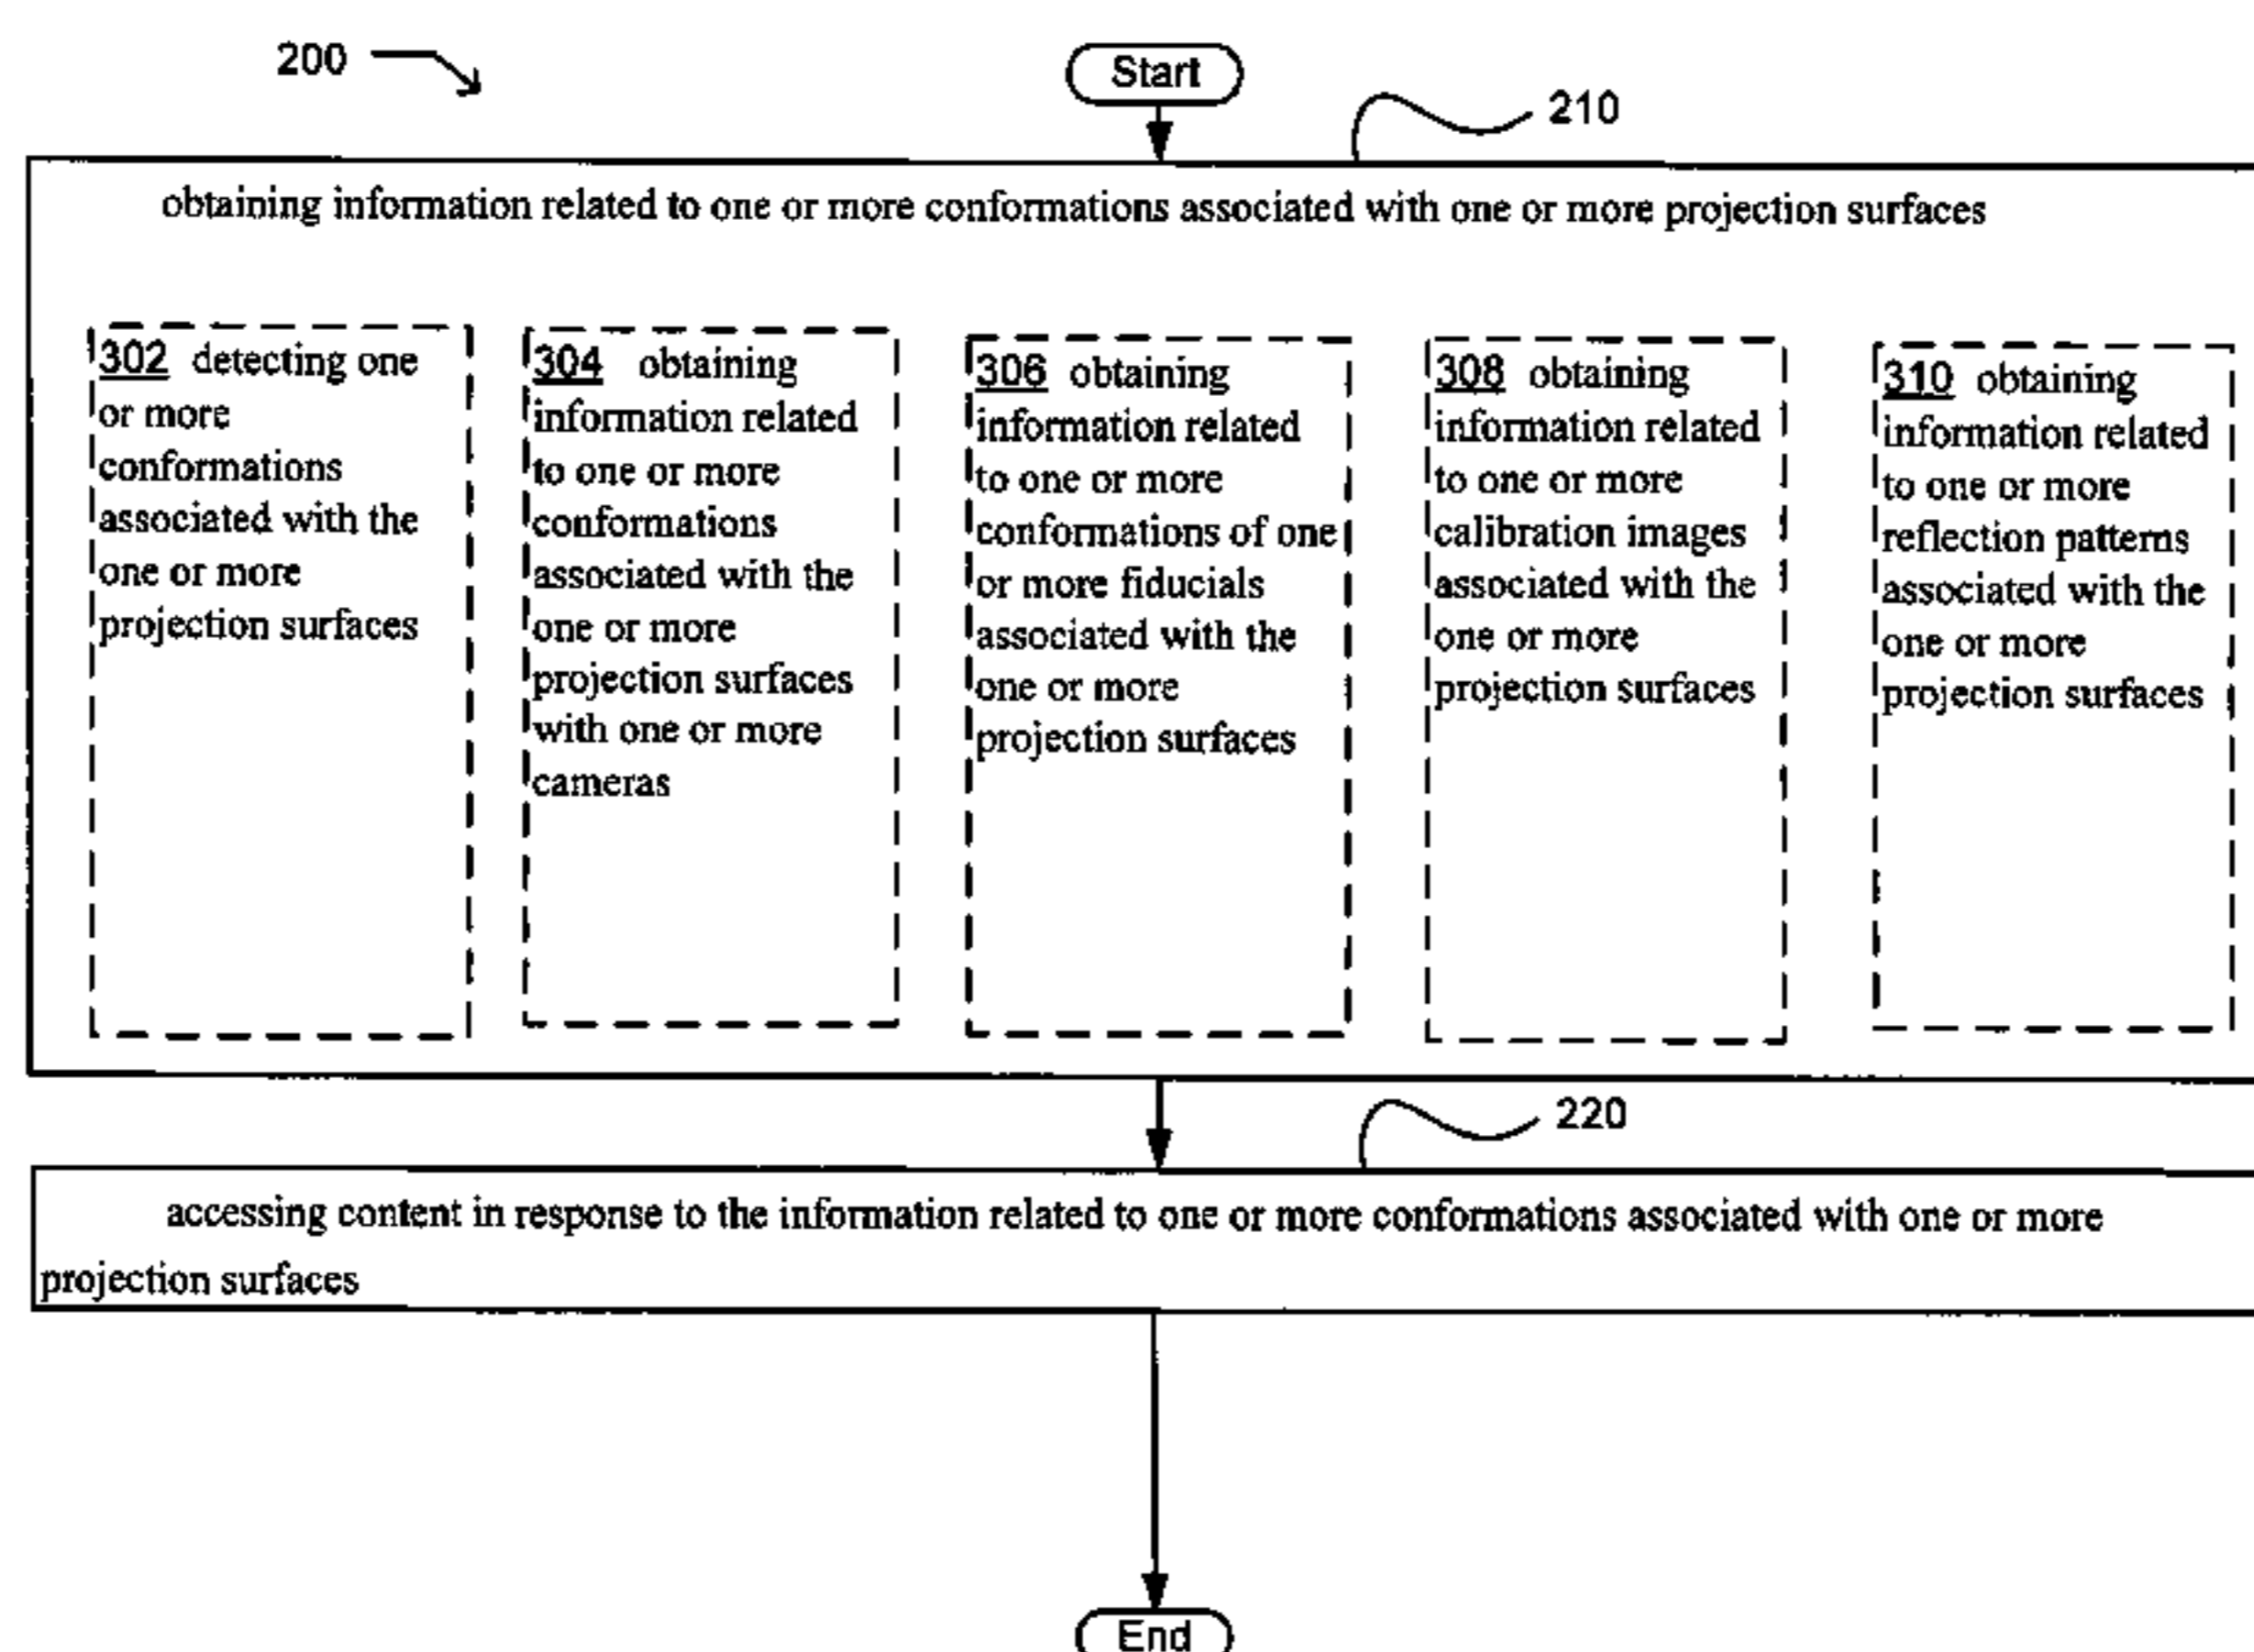 200
Start
210
obtaining information related to one or more conformations associated with one or more projection surfaces
302 detecting one
or more
conformations
associated with the
one or more
projection surfaces
304 obtaining
information related
to one or more
conformations
associated with the
one or more
projection surfaces
with one or more
cameras
306 obtaining
information related
to one or more
conformations of one
or more fiducials
associated with the
one or more
projection surfaces
308 obtaining
information related
to one or more
calibration images
associated with the
one or more
projection surfaces
310 obtaining
information related
to one or more
reflection patterns
associated with the
one or more
projection surfaces
220
accessing content in response to the information related to one or more conformations associated with one or more
projection surfaces
End